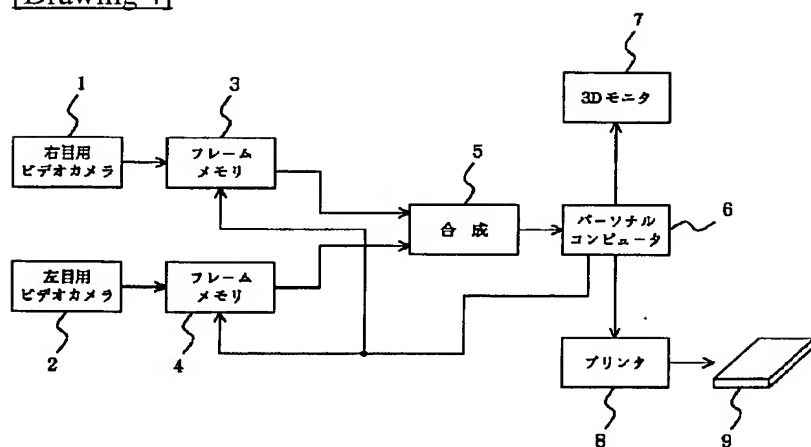 7
3Dモニタ
1
3
右目用
ビデオカメラ
フレーム
メモリ
5
合成
パーソナル
コンピュータ
6
左目用
ビデオカメラ
フレーム
メモリ
2
4
プリンタ
8
9